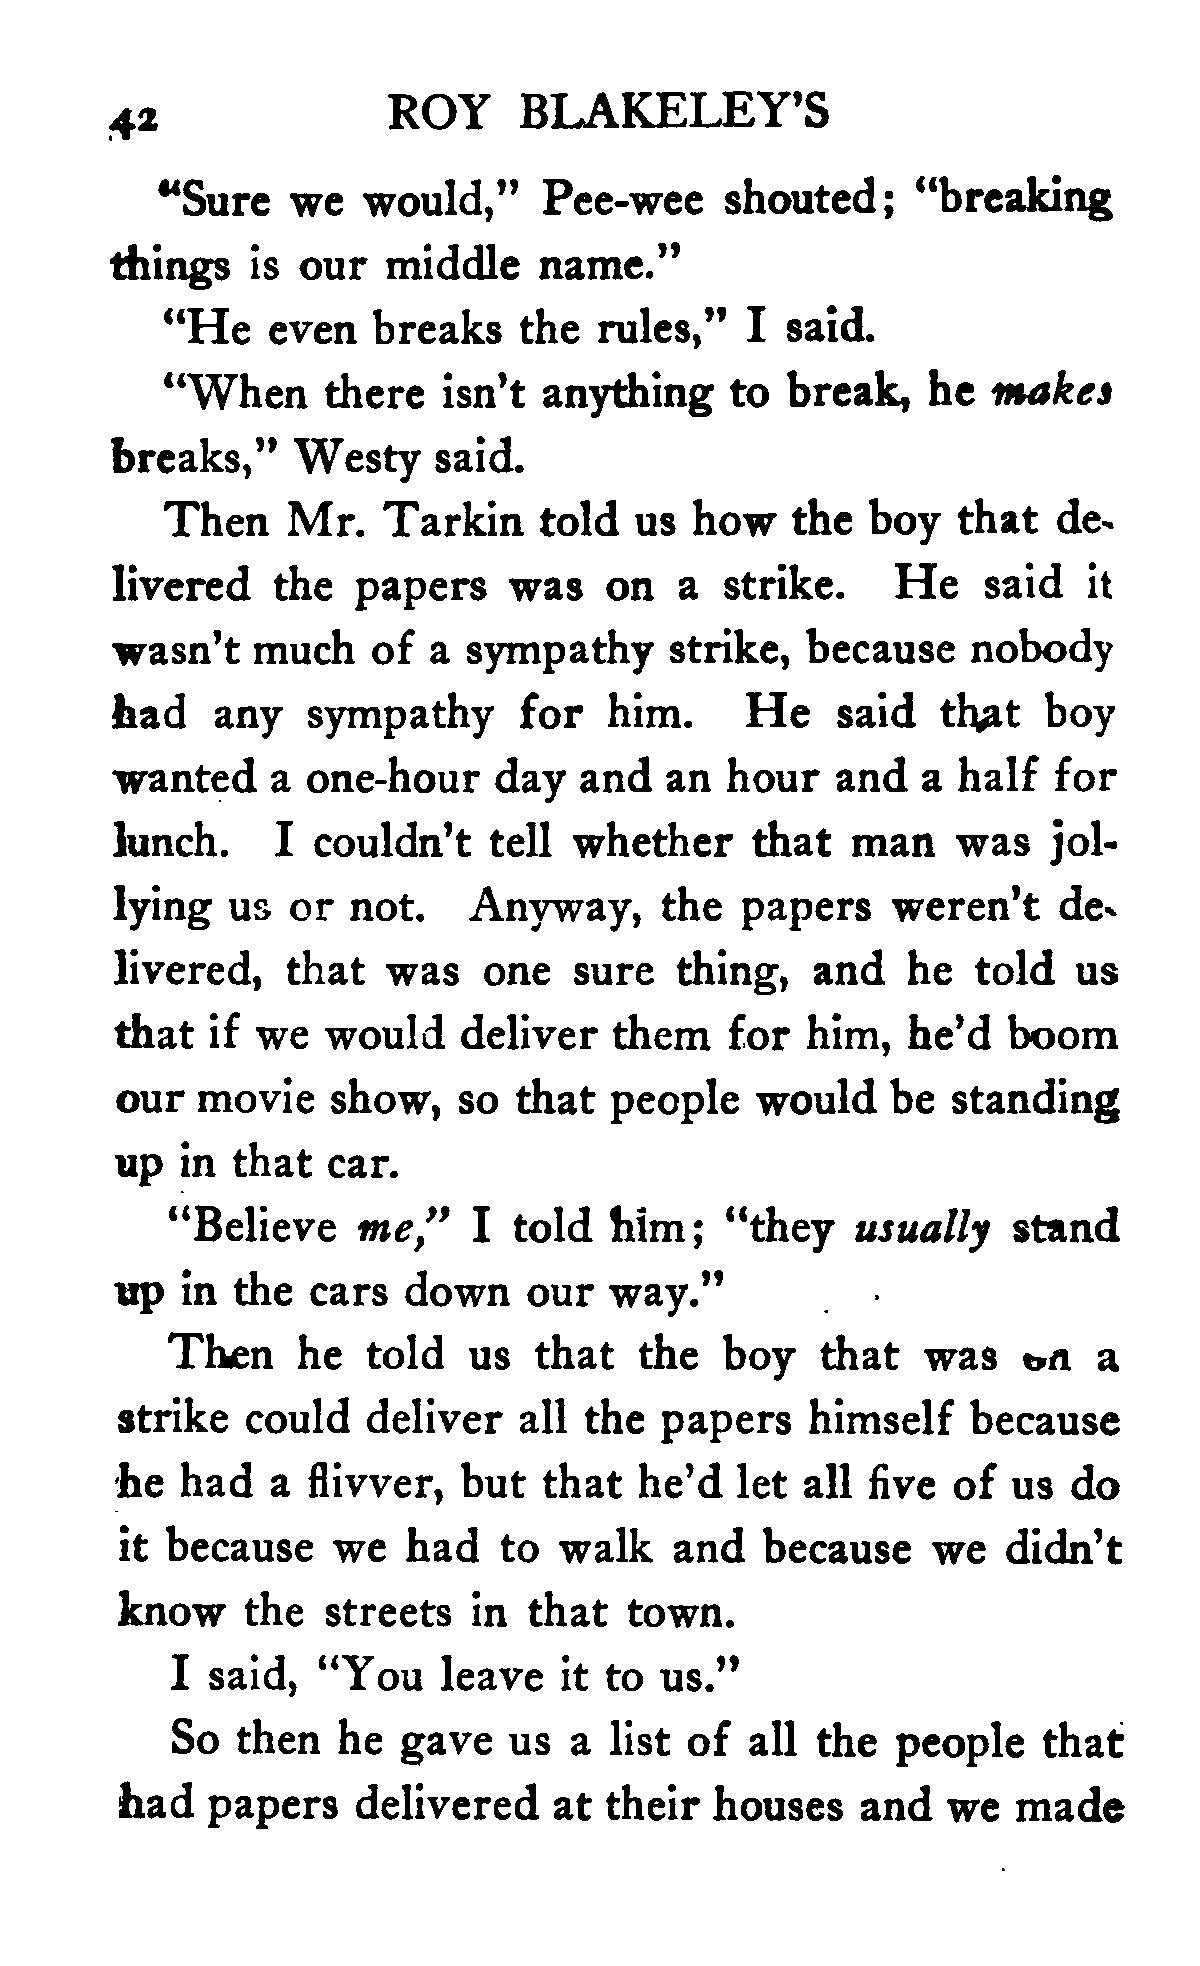 42 ROY BLAKELEY'S
“Sure we would,” Pee-wee shouted; “breaking
things is our middle name.”
“He even breaks the rules,” I said.
“When there isn’t anything to break, he makes
breaks,” Westy said.
Then Mr. Tarkin told us how the boy that de-
livered the papers was on a strike. He said it
wasn’t much of a sympathy strike, because nobody
had any sympathy for him. He said that boy
wanted a one-hour day and an hour and a half for
lunch. I couldn’t tell whether that man was jol-
lying us or not. Anyway, the papers weren’t de-
livered, that was one sure thing, and he told us
that if we would deliver them for him, he’d boom
our movie show, so that people would be standing
up in that car.
“Believe me,” I told him; “they usually stand
up in the cars down our way.”
Then he told us that the boy that was on a
strike could deliver all the papers himself because
he had a flivver, but that he’d let all five of us do
it because we had to walk and because we didn’t
know the streets in that town.
I said, “You leave it to us.”
So then he gave us a list of all the people that
had papers delivered at their houses and we made